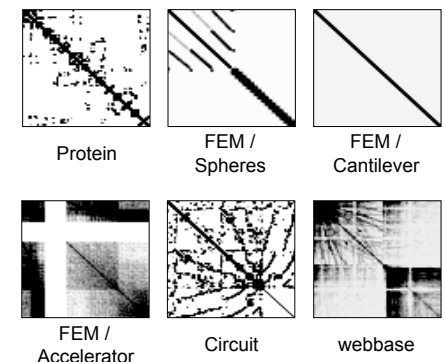 Protein
FEM /
Spheres
FEM /
Cantilever
FEM /
Accelerator
Circuit
webbase